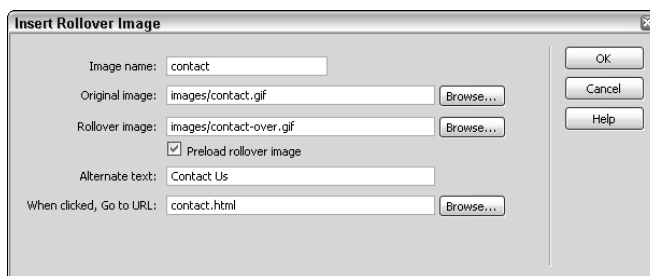 Insert Rollover Image
Image name: contact
OK
Original image: images/contact.gif Browse... Cancel
Rollover image: images/contact-over.gif Browse... Help
Preload rollover image
Alternate text: Contact Us
When clicked, Go to URL: contact.html Browse...